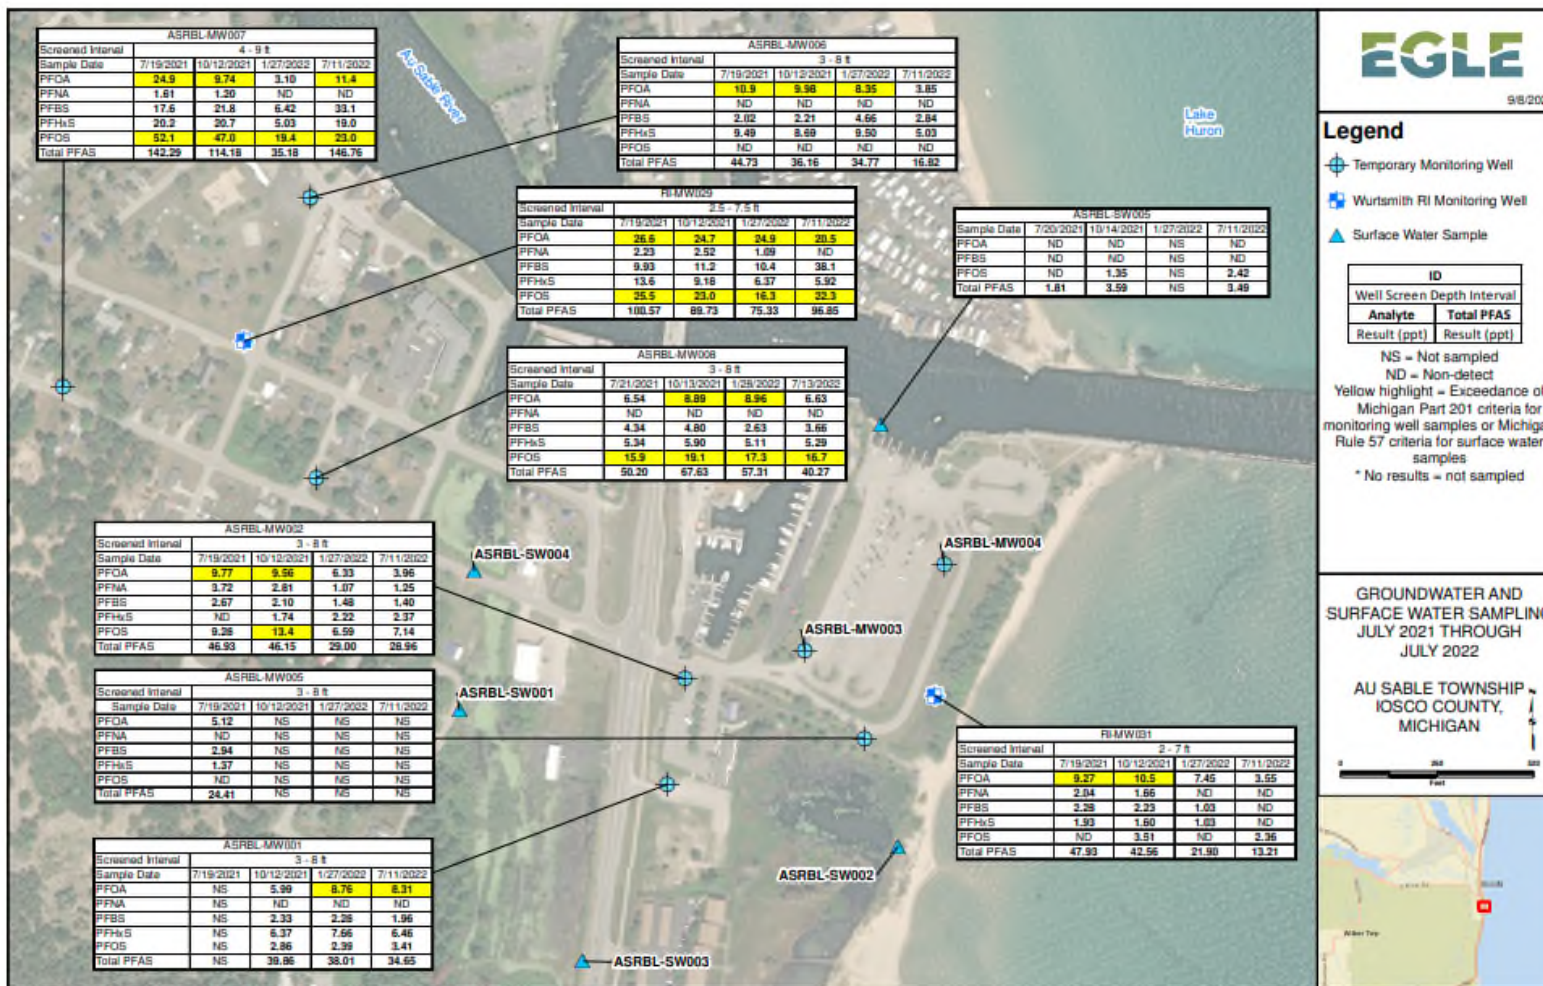 ASRBL-MW007
Screened Interval 4 - 9 ft
Sample Date 7/19/2021 10/12/2021 1/27/2022 7/11/2022
PFOA 24.9 9.74 3.10 11.4
PFNA 1.61 1.20 ND ND
PFBS 17.6 21.8 6.42 33.1
PFHxS 20.2 20.7 5.03 19.0
PFOS 52.1 47.0 19.4 23.0
Total PFAS 142.29 114.18 35.18 146.76
Au Sable River
ASRBL-MW006
Screened Interval 3 - 8 ft
Sample Date 7/19/2021 10/12/2021 1/27/2022 7/11/2022
PFOA 10.9 9.98 8.35 3.85
PFNA ND ND ND ND
PFBS 2.02 2.21 4.66 2.84
PFHxS 9.49 8.69 9.50 5.03
PFOS ND ND ND ND
Total PFAS 44.73 36.16 34.77 16.82
Lake
Huron
RI-MW029
Screened Interval 2.5 - 7.5 ft
Sample Date 7/19/2021 10/12/2021 1/27/2022 7/11/2022
PFOA 26.6 24.7 24.9 20.5
PFNA 2.23 2.52 1.09 ND
PFBS 9.93 11.2 10.4 38.1
PFHxS 13.6 9.18 6.37 5.92
PFOS 25.5 23.0 16.3 22.3
Total PFAS 100.57 89.73 75.33 96.85
ASRBL-SW005
Sample Date 7/20/2021 10/14/2021 1/27/2022 7/11/2022
PFOA ND ND NS ND
PFBS ND ND NS ND
PFOS ND 1.35 NS 2.42
Total PFAS 1.81 3.59 NS 3.49
ASRBL-MW008
Screened Interval 3 - 8 ft
Sample Date 7/21/2021 10/13/2021 1/28/2022 7/13/2022
PFOA 6.54 8.89 8.96 6.63
PFNA ND ND ND ND
PFBS 4.34 4.80 2.63 3.66
PFHxS 5.34 5.90 5.11 5.29
PFOS 15.9 19.1 17.3 16.7
Total PFAS 50.20 67.63 57.31 40.27
ASRBL-MW002
Screened Interval 3 - 8 ft
Sample Date 7/19/2021 10/12/2021 1/27/2022 7/11/2022
PFOA 9.77 9.56 6.33 3.96
PFNA 3.72 2.81 1.07 1.25
PFBS 2.67 2.10 1.48 1.40
PFHxS ND 1.74 2.22 2.37
PFOS 9.28 13.4 6.59 7.14
Total PFAS 46.93 46.15 29.00 28.96
ASRBL-SW004
ASRBL-MW004
ASRBL-MW003
ASRBL-MW005
Screened Interval 3 - 8 ft
Sample Date 7/19/2021 10/12/2021 1/27/2022 7/11/2022
PFOA 5.12 NS NS NS
PFNA ND NS NS NS
PFBS 2.94 NS NS NS
PFHxS 1.37 NS NS NS
PFOS ND NS NS NS
Total PFAS 24.41 NS NS NS
ASRBL-SW001
RI-MW031
Screened Interval 2 - 7 ft
Sample Date 7/19/2021 10/12/2021 1/27/2022 7/11/2022
PFOA 9.27 10.5 7.45 3.55
PFNA 2.04 1.66 ND ND
PFBS 2.28 2.23 1.03 ND
PFHxS 1.93 1.60 1.03 ND
PFOS ND 3.51 ND 2.36
Total PFAS 47.93 42.56 21.90 13.21
ASRBL-MW001
Screened Interval 3 - 8 ft
Sample Date 7/19/2021 10/12/2021 1/27/2022 7/11/2022
PFOA NS 5.99 8.76 8.31
PFNA NS ND ND ND
PFBS NS 2.33 2.28 1.96
PFHxS NS 6.37 7.66 6.46
PFOS NS 2.86 2.39 3.41
Total PFAS NS 39.86 38.01 34.65
ASRBL-SW002
ASRBL-SW003
EGLE
9/8/202
Legend
Temporary Monitoring Well
Wurtsmith RI Monitoring Well
Surface Water Sample
ID
Well Screen Depth Interval
Analyte Total PFAS
Result (ppt) Result (ppt)
NS = Not sampled
ND = Non-detect
Yellow highlight = Exceedance of
Michigan Part 201 criteria for
monitoring well samples or Michiga
Rule 57 criteria for surface water
samples
* No results = not sampled
GROUNDWATER AND
SURFACE WATER SAMPLING
JULY 2021 THROUGH
JULY 2022
AU SABLE TOWNSHIP
IOSCO COUNTY,
MICHIGAN
0 260 520
Feet